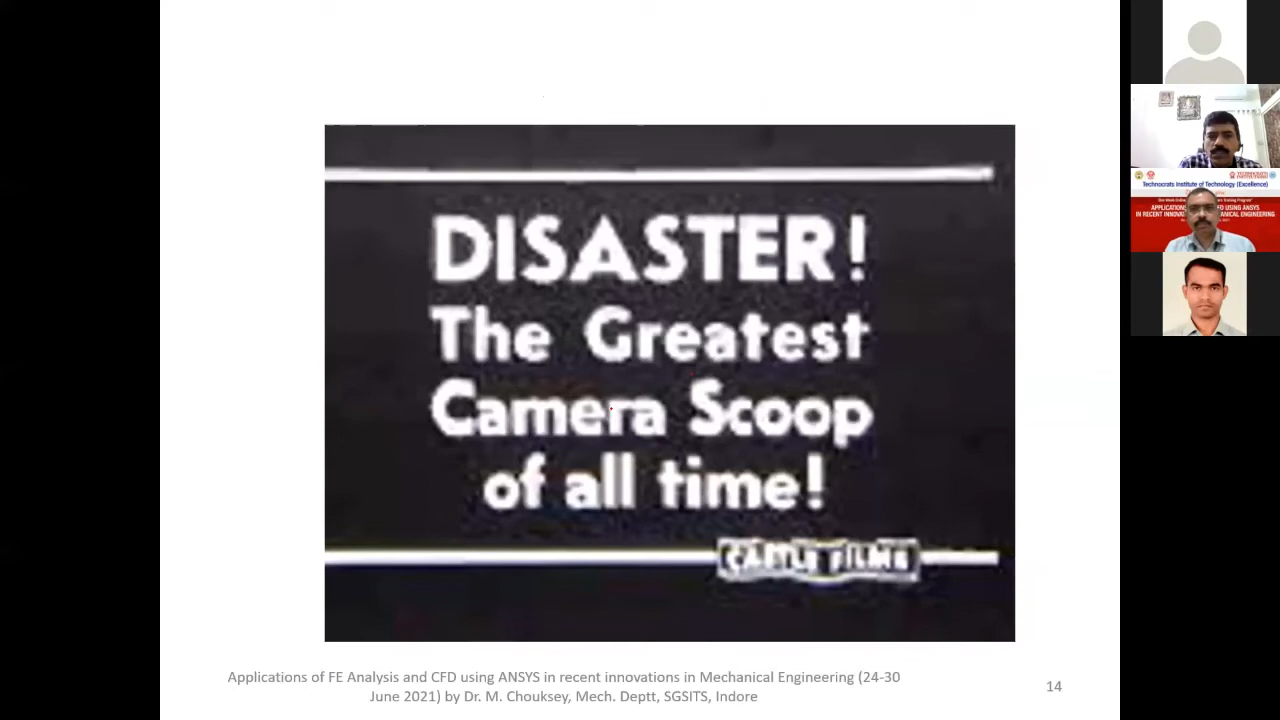 DISASTER!
The Greatest
Camera Scoop
of all time!
CASTLE FILMS
Applications of FE Analysis and CFD using ANSYS in recent innovations in Mechanical Engineering (24-30
June 2021) by Dr. M. Chouksey, Mech. Deptt, SGSITS, Indore
14
Technocrats Institute of Technology (Excellence)
IN RECENT